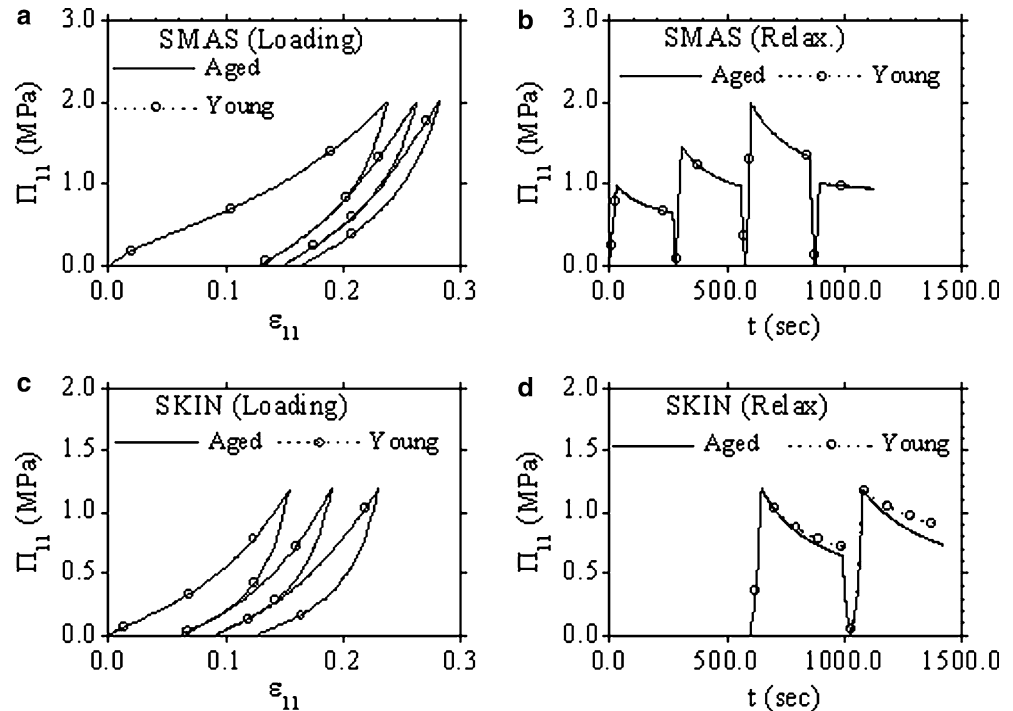 a
SMAS (Loading)
Aged
Young
Π11 (MPa)
3.0
2.0
1.0
0.0
0.0 0.1 0.2 0.3
ε11
b
SMAS (Relax.)
Aged Young
Π11 (MPa)
3.0
2.0
1.0
0.0
0.0 500.0 1000.0 1500.0
t (sec)
c
SKIN (Loading)
Aged Young
Π11 (MPa)
2.0
1.5
1.0
0.5
0.0
0.0 0.1 0.2 0.3
ε11
d
SKIN (Relax)
Aged Young
Π11 (MPa)
2.0
1.5
1.0
0.5
0.0
0.0 500.0 1000.0 1500.0
t (sec)